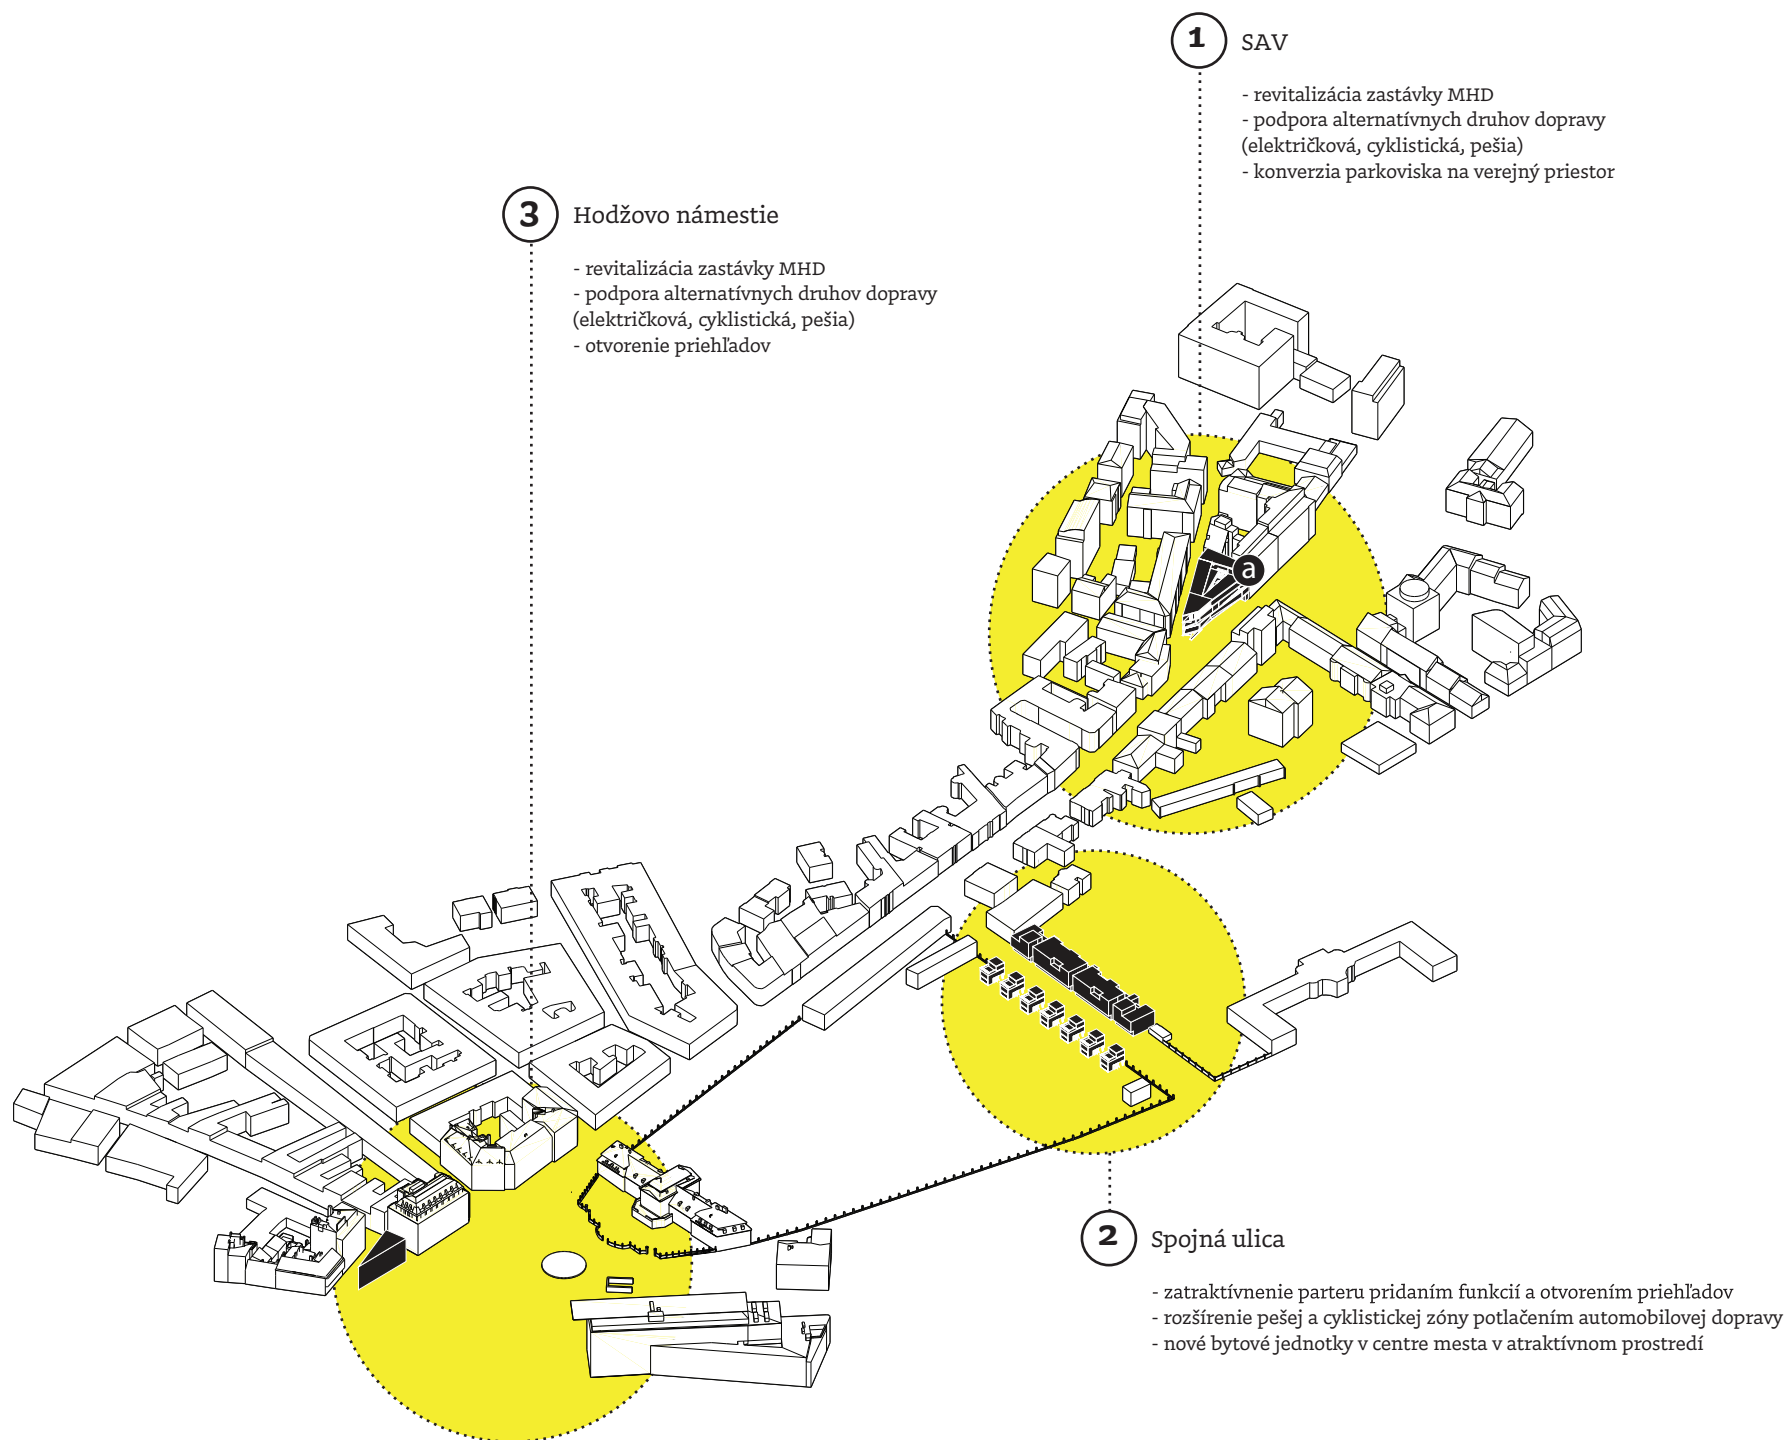 1 SAV
- revitalizácia zastávky MHD
- podpora alternatívnych druhov dopravy
(električková, cyklistická, pešia)
- konverzia parkoviska na verejný priestor
3 Hodžovo námestie
- revitalizácia zastávky MHD
- podpora alternatívnych druhov dopravy
(električková, cyklistická, pešia)
- otvorenie priehľadov
a
2 Spojná ulica
- zatraktívnenie parteru pridaním funkcií a otvorením priehľadov
- rozšírenie pešej a cyklistickej zóny potlačením automobilovej dopravy
- nové bytové jednotky v centre mesta v atraktívnom prostredí